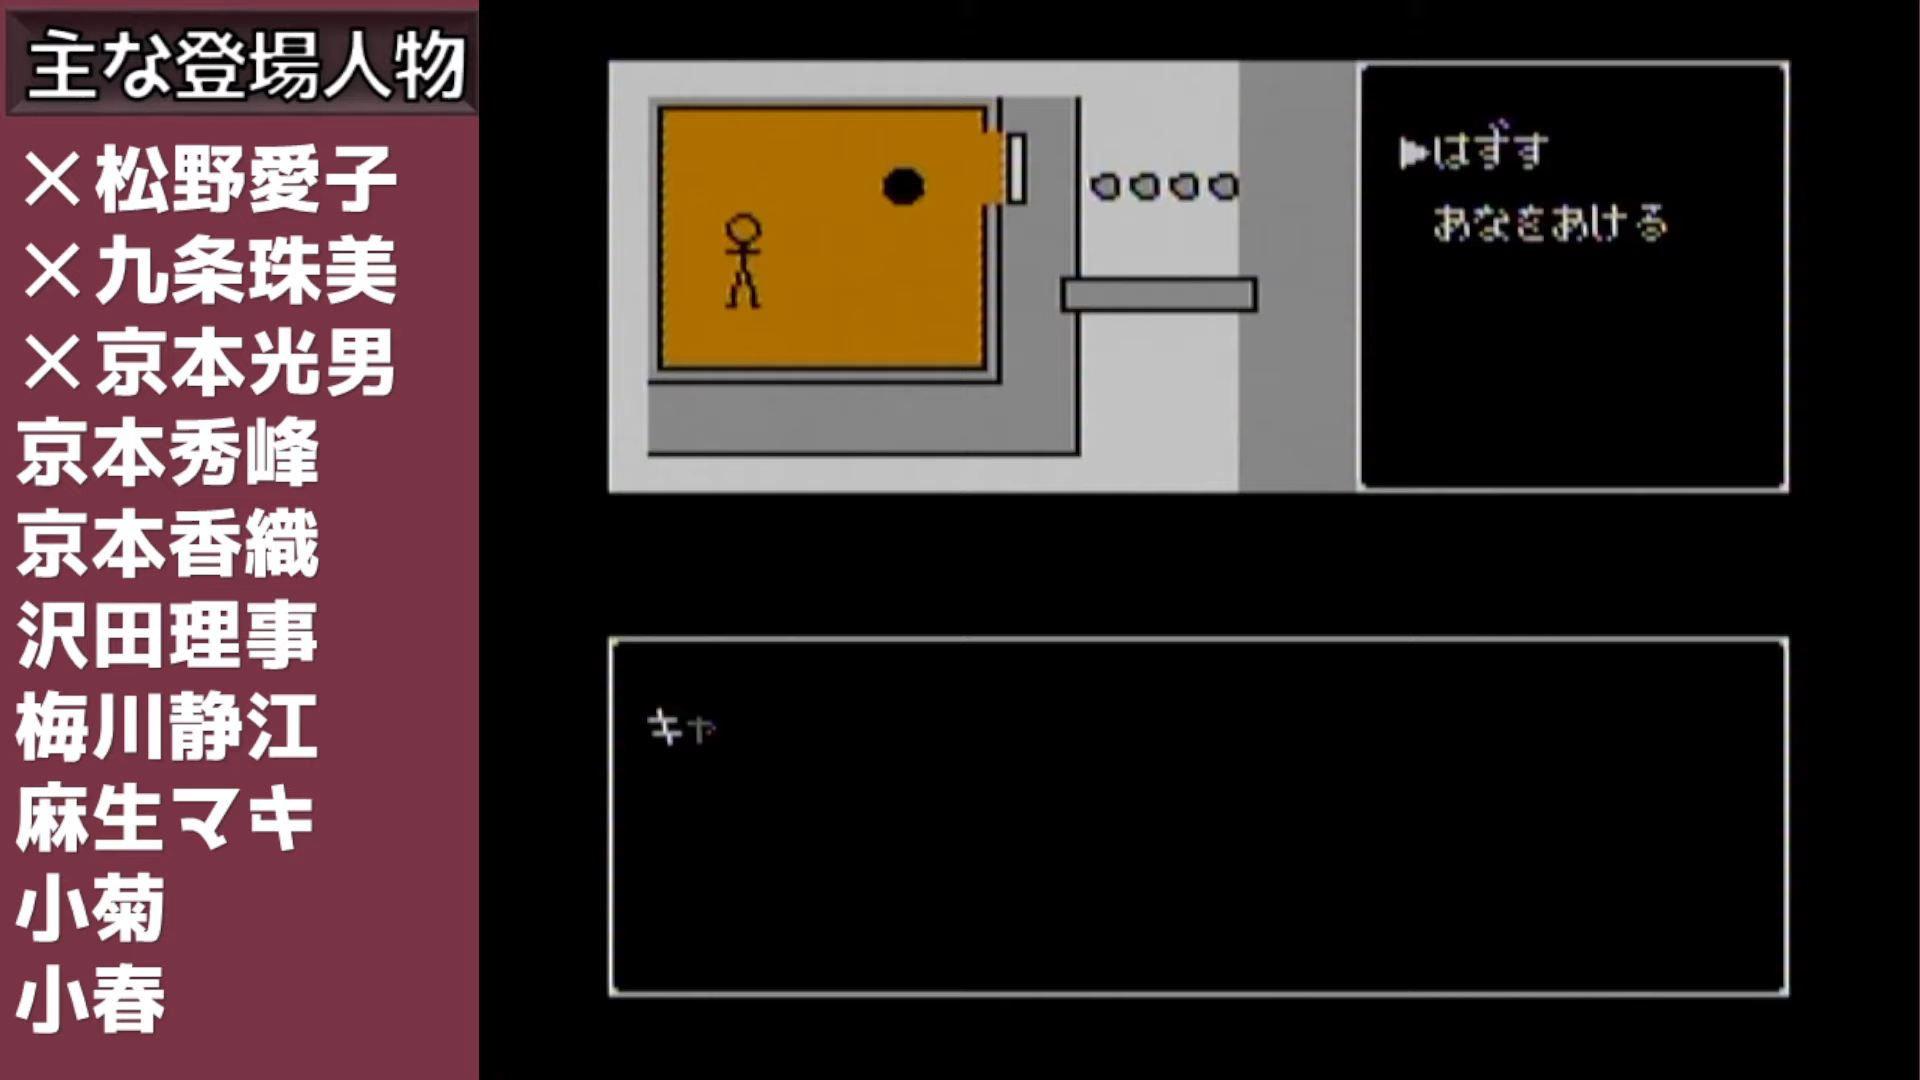 主な登場人物
×松野愛子
×九条珠美
×京本光男
京本秀峰
京本香織
沢田理事
梅川静江
麻生マキ
小菊
小春
▶はずす
あなをあける
キャ